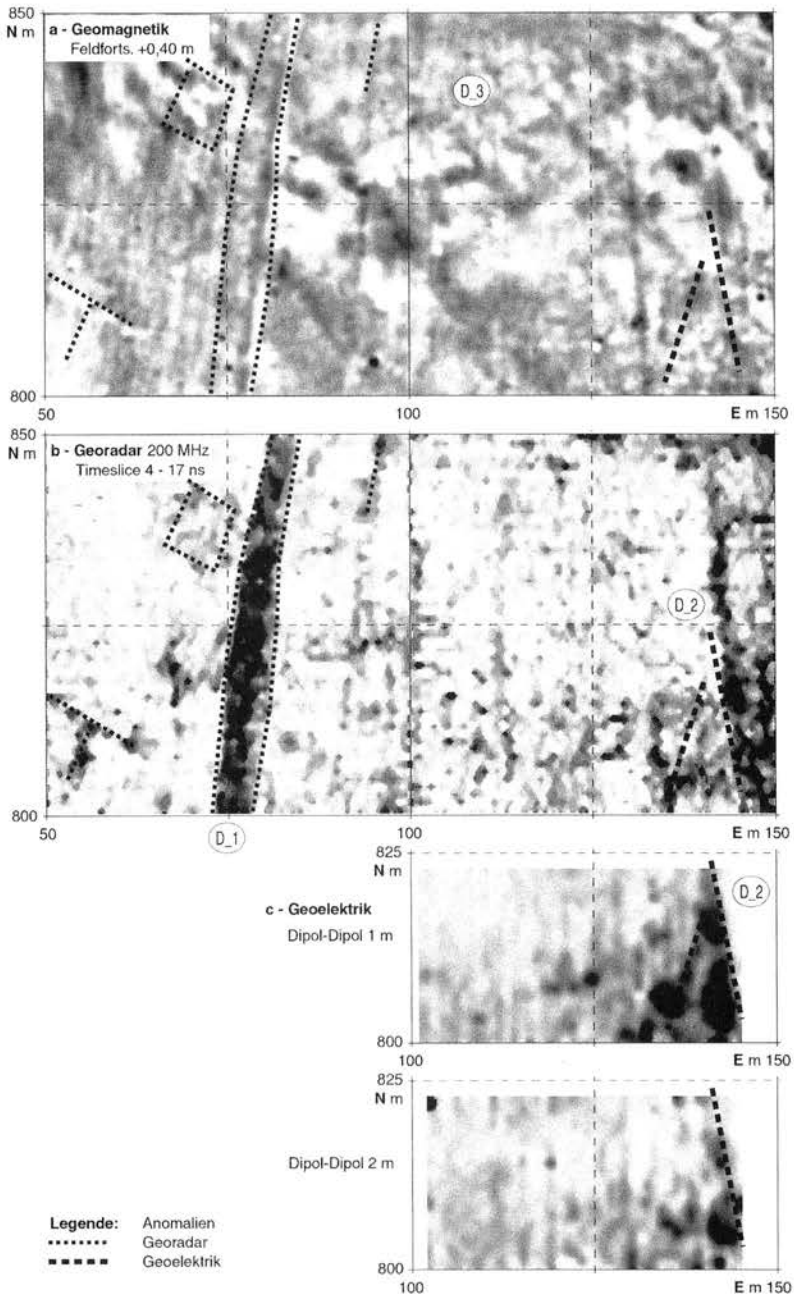 850
N m
a - Geomagnetik
Feldforts. +0,40 m
D_3
800
50
100
E m 150
850
N m
b - Georadar 200 MHz
Timeslice 4 - 17 ns
D_2
800
50
D_1
100
E m 150
825
N m
D_2
c - Geoelektrik
Dipol-Dipol 1 m
800
100
E m 150
825
N m
Dipol-Dipol 2 m
800
100
E m 150
Legende: Anomalien
Georadar
Geoelektrik